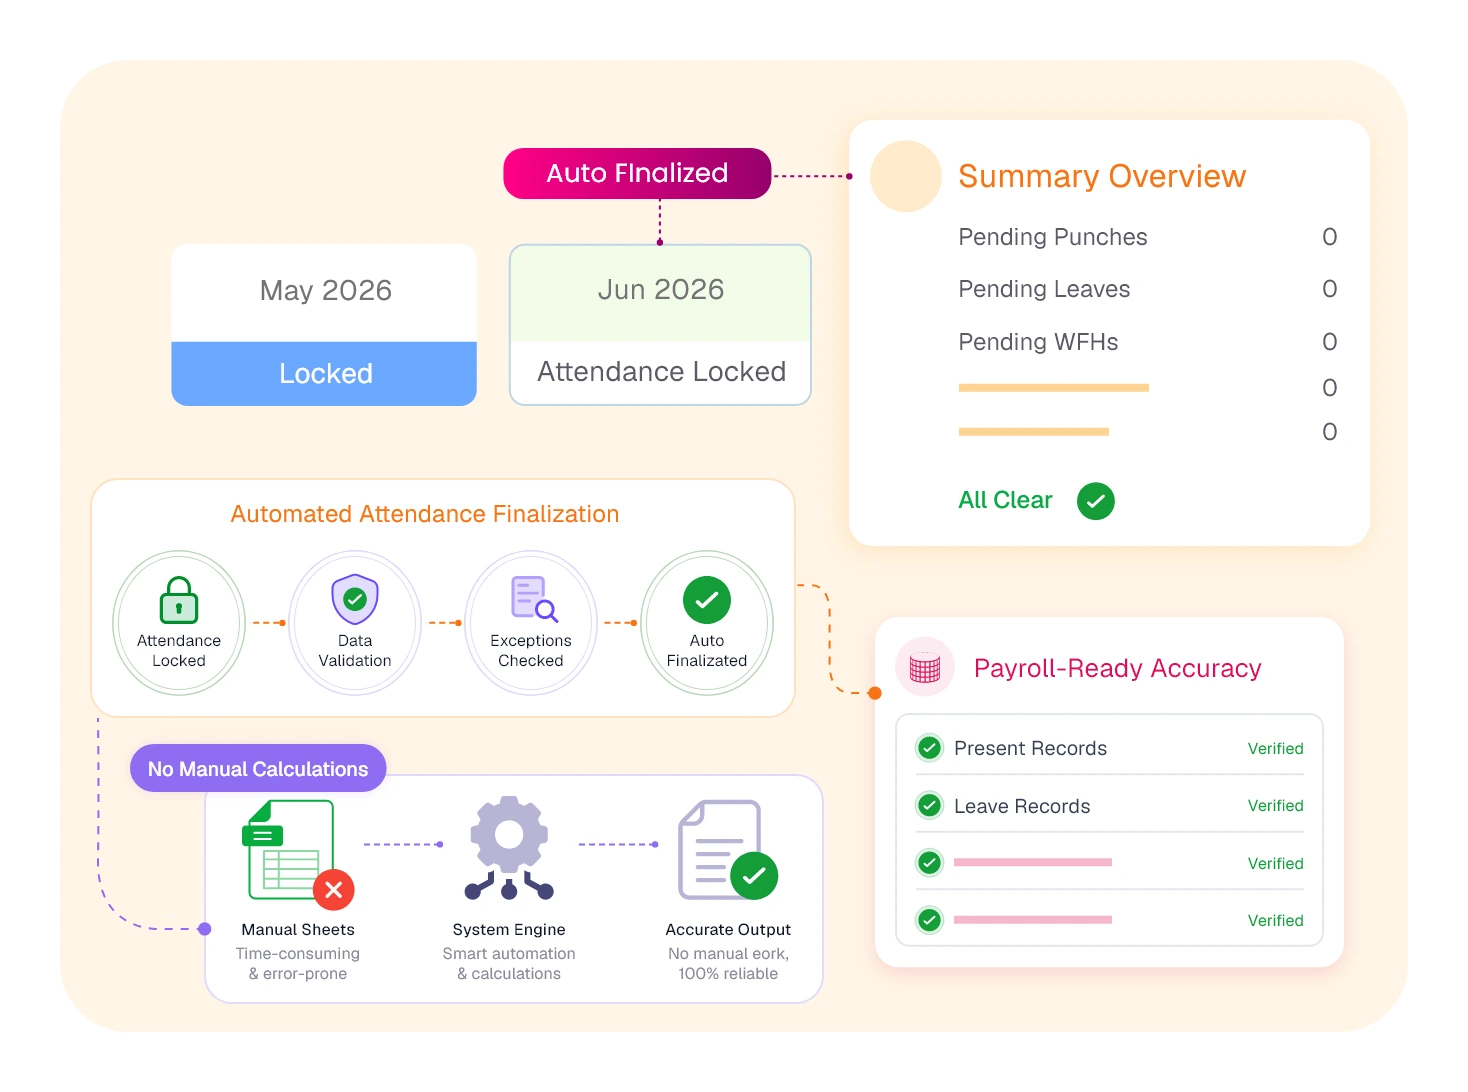 Auto FInalized
May 2026
Locked
Jun 2026
Attendance Locked
Summary Overview
Pending Punches 0
Pending Leaves 0
Pending WFHs 0
0
0
All Clear
Automated Attendance Finalization
Attendance
Locked
Data
Validation
Exceptions
Checked
Auto
Finalizated
No Manual Calculations
Manual Sheets
Time-consuming
& error-prone
System Engine
Smart automation
& calculations
Accurate Output
No manual eork,
100% reliable
Payroll-Ready Accuracy
Present Records Verified
Leave Records Verified
Verified
Verified